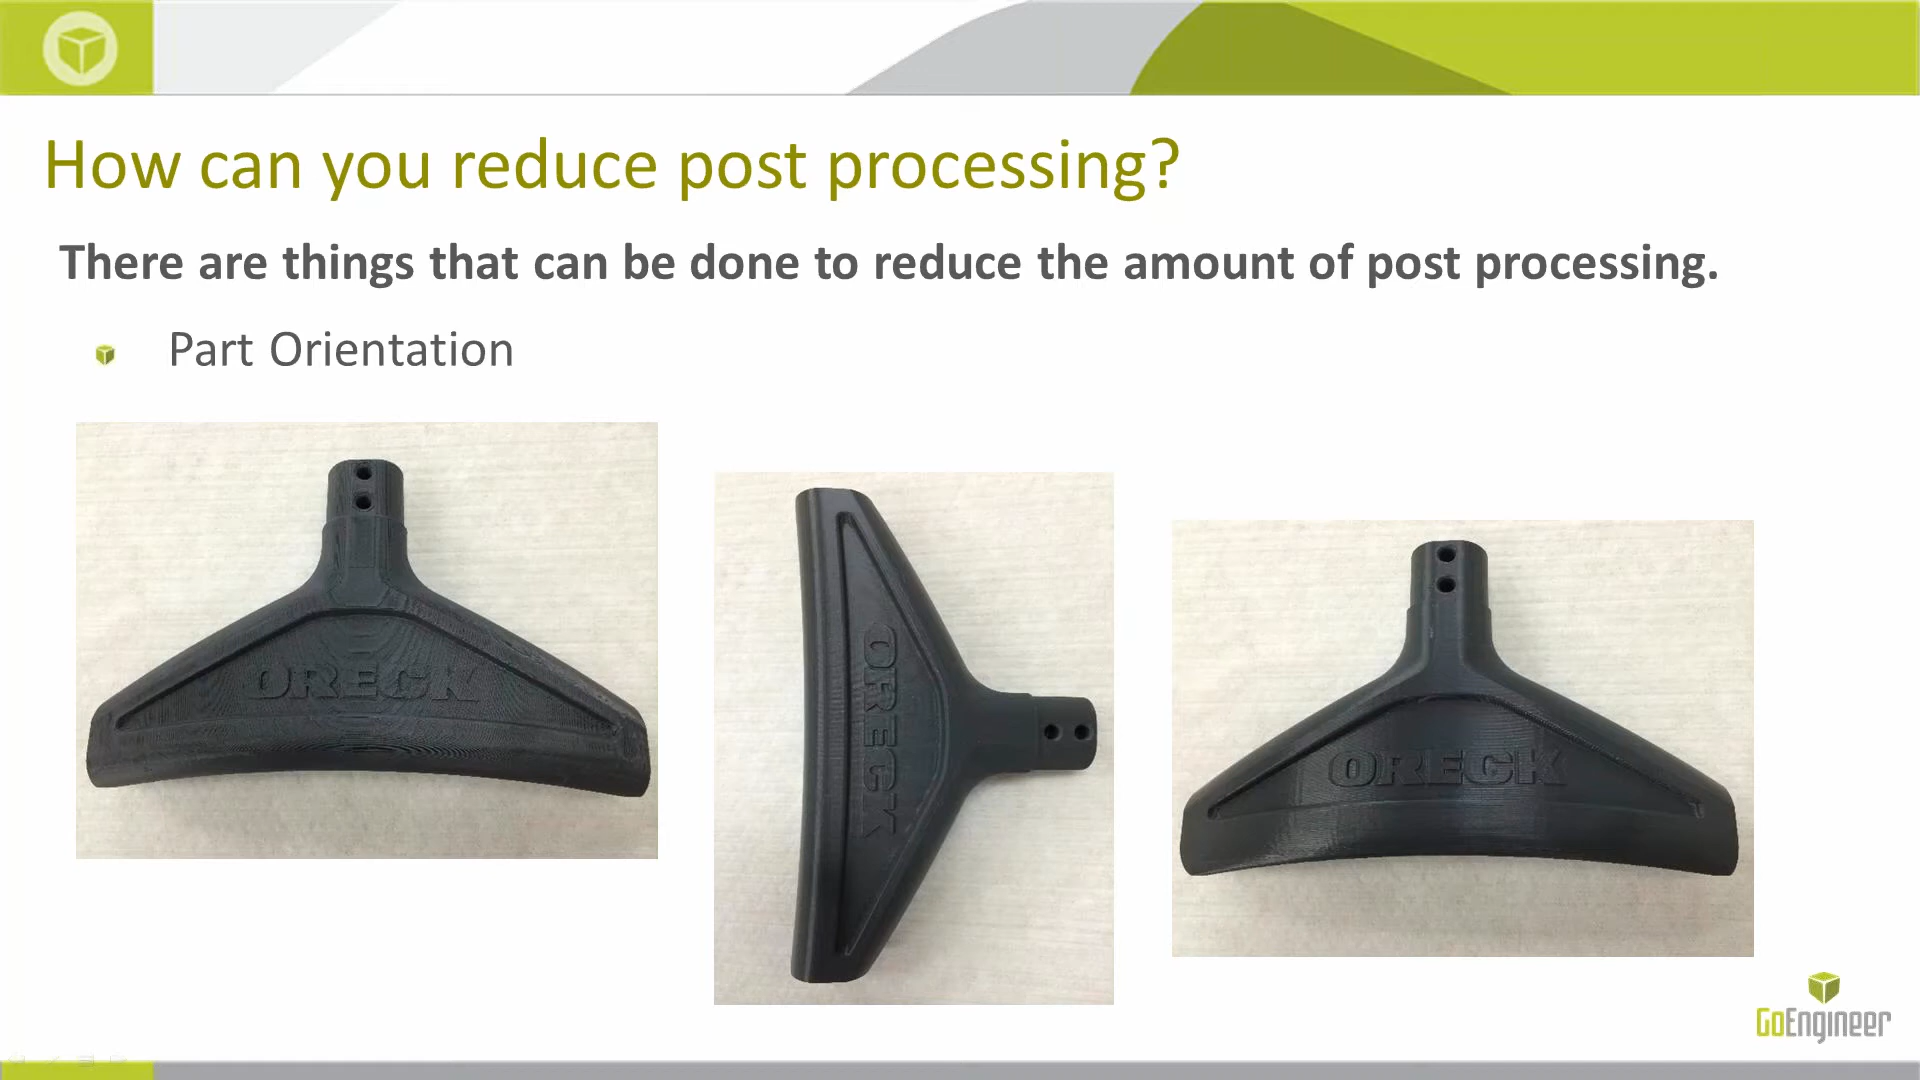 How can you reduce post processing?
There are things that can be done to reduce the amount of post processing.
Part Orientation
ORECK
ORECK
ORECK
GoEngineer